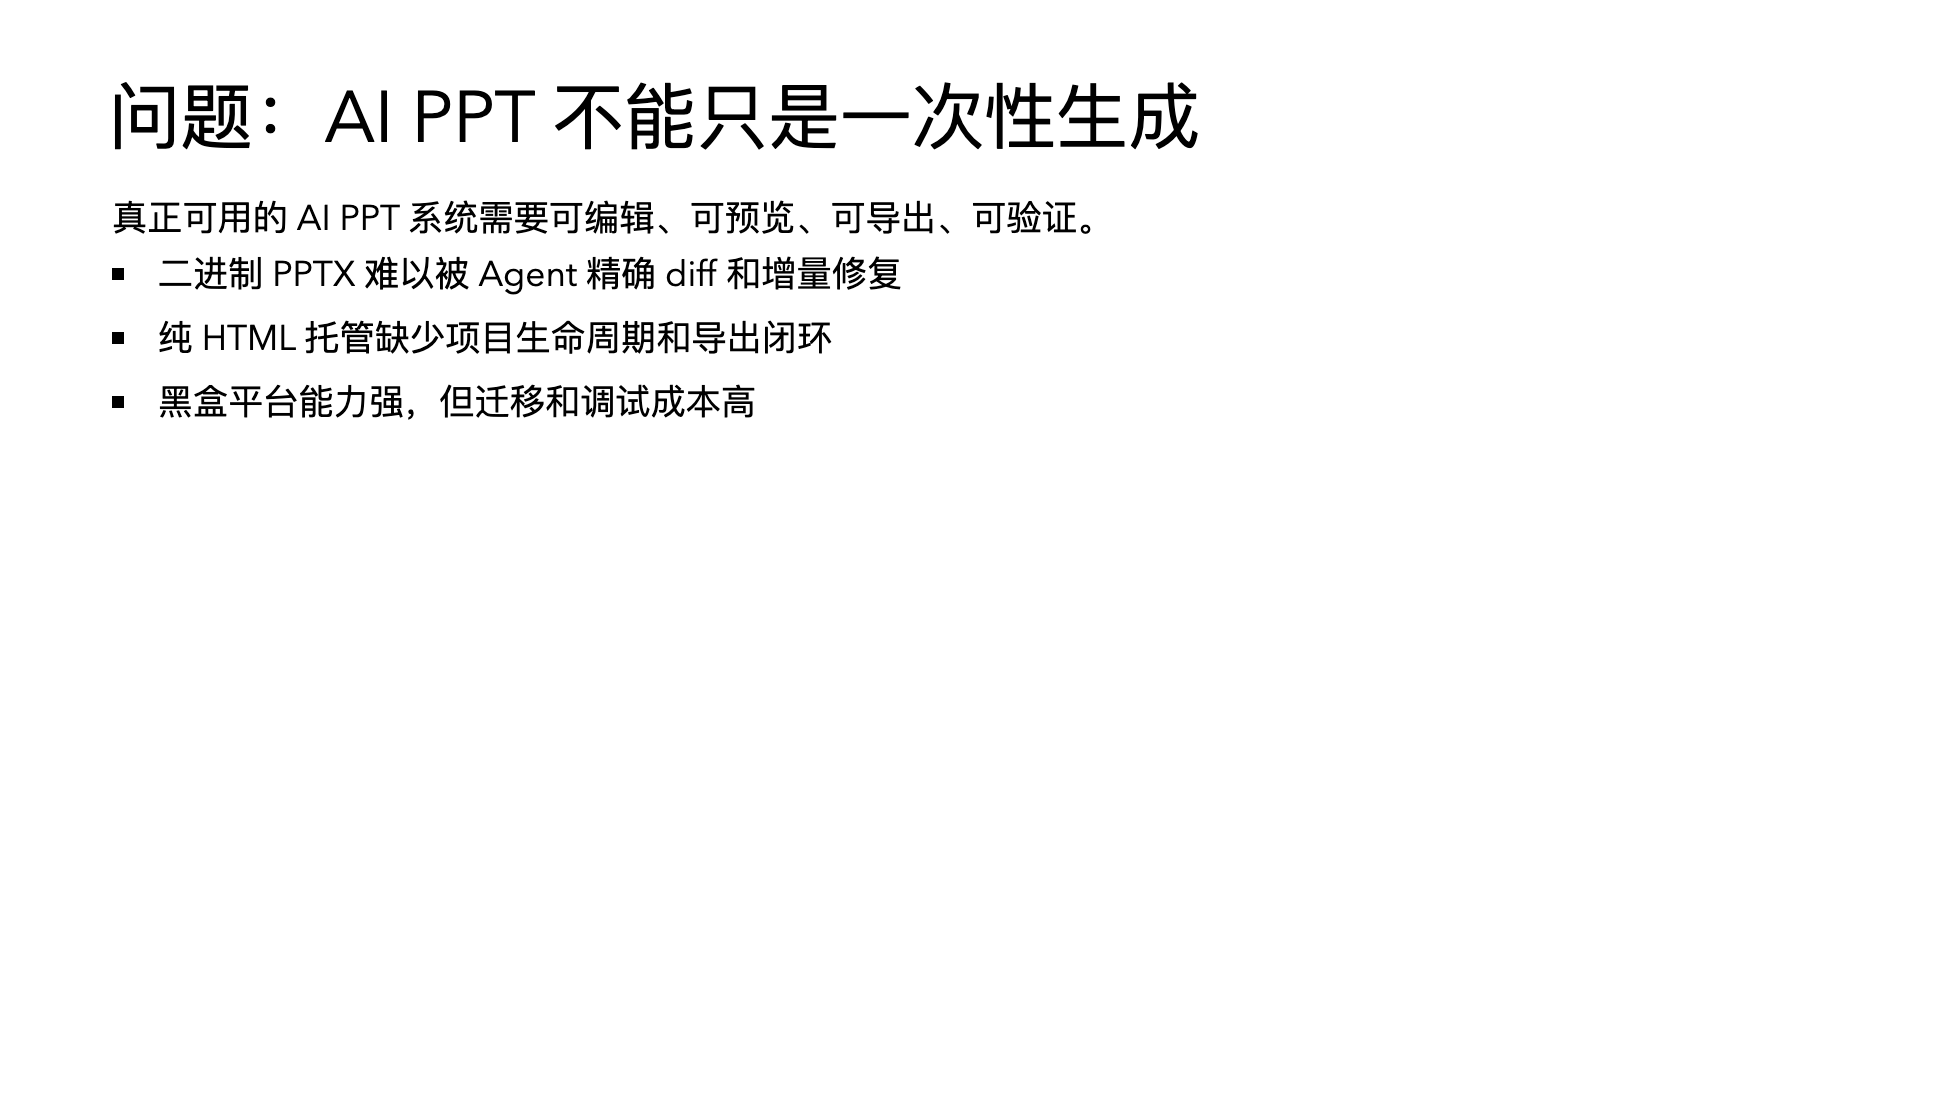 问题：AI PPT 不能只是一次性生成
真正可用的 AI PPT 系统需要可编辑、可预览、可导出、可验证。
▪ 二进制 PPTX 难以被 Agent 精确 diff 和增量修复
▪ 纯 HTML 托管缺少项目生命周期和导出闭环
▪ 黑盒平台能力强，但迁移和调试成本高